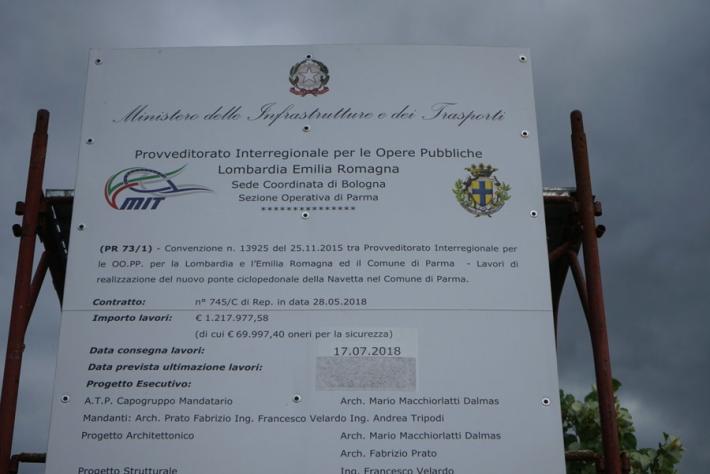 Ministero delle Infrastrutture e dei Trasporti
Provveditorato Interregionale per le Opere Pubbliche
Lombardia Emilia Romagna
Sede Coordinata di Bologna
Sezione Operativa di Parma
***************
MIT
(PR 73/1) - Convenzione n. 13925 del 25.11.2015 tra Provveditorato Interregionale per
le OO.PP. per la Lombardia e l'Emilia Romagna ed il Comune di Parma - Lavori di
realizzazione del nuovo ponte ciclopedonale della Navetta nel Comune di Parma.
Contratto: n° 745/C di Rep. in data 28.05.2018
Importo lavori: € 1.217.977,58
(di cui € 69.997,40 oneri per la sicurezza)
Data consegna lavori: 17.07.2018
Data prevista ultimazione lavori:
Progetto Esecutivo:
A.T.P. Capogruppo Mandatario Arch. Mario Macchiorlatti Dalmas
Mandanti: Arch. Prato Fabrizio Ing. Francesco Velardo Ing. Andrea Tripodi
Progetto Architettonico Arch. Mario Macchiorlatti Dalmas
Arch. Fabrizio Prato
Progetto Strutturale Ing. Francesco Velardo